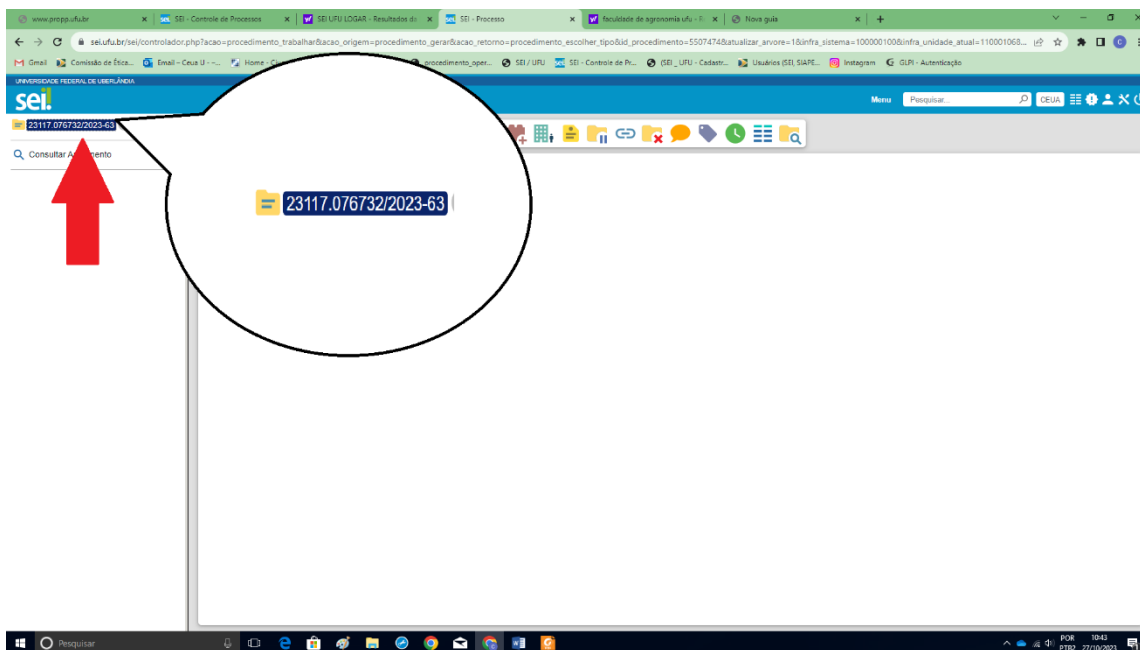 www.propp.ufu.br
SEI - Controle de Processos
SEI UFU LOGAR - Resultados da
SEI - Processo
faculdade de agronomia ufu -
Nova guia
sei.ufu.br/sei/controlador.php?acao=procedimento_trabalhar&acao_origem=procedimento_gerar&acao_retorno=procedimento_escolher_tipo&id_procedimento=5507474&atualizar_arvore=1&infra_sistema=100000100&infra_unidade_atual=110001068...
Gmail Comissão de Ética... Email – Ceua U - -... Home - procedimento_oper... SEI / UFU SEI - Controle de Pr... (SEI _ UFU - Cadastr... Usuários (SEI, SIAPE... Instagram GLPI - Autenticação
UNIVERSIDADE FEDERAL DE UBERLÂNDIA
sei!
Menu Pesquisar... CEUA
23117.076732/2023-63
Consultar
23117.076732/2023-63
Pesquisar
POR 10:43
PTB2 27/10/2023